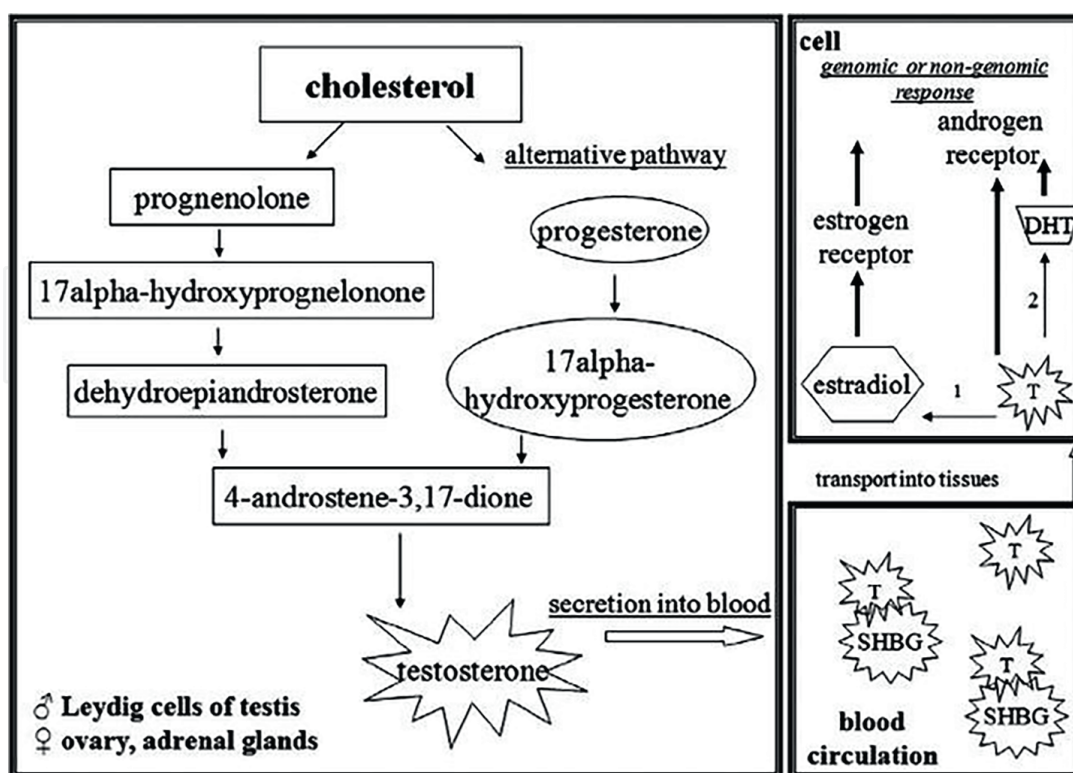 cholesterol
alternative pathway
prognenolone
progesterone
17alpha-hydroxyprognelonone
17alpha-
hydroxyprogesterone
dehydroepiandrosterone
4-androstene-3,17-dione
secretion into blood
testosterone
♂ Leydig cells of testis
♀ ovary, adrenal glands
cell
genomic or non-genomic
response
androgen
receptor
estrogen
receptor
DHT
2
estradiol
1
T
transport into tissues
T
T
SHBG
T
SHBG
blood
circulation